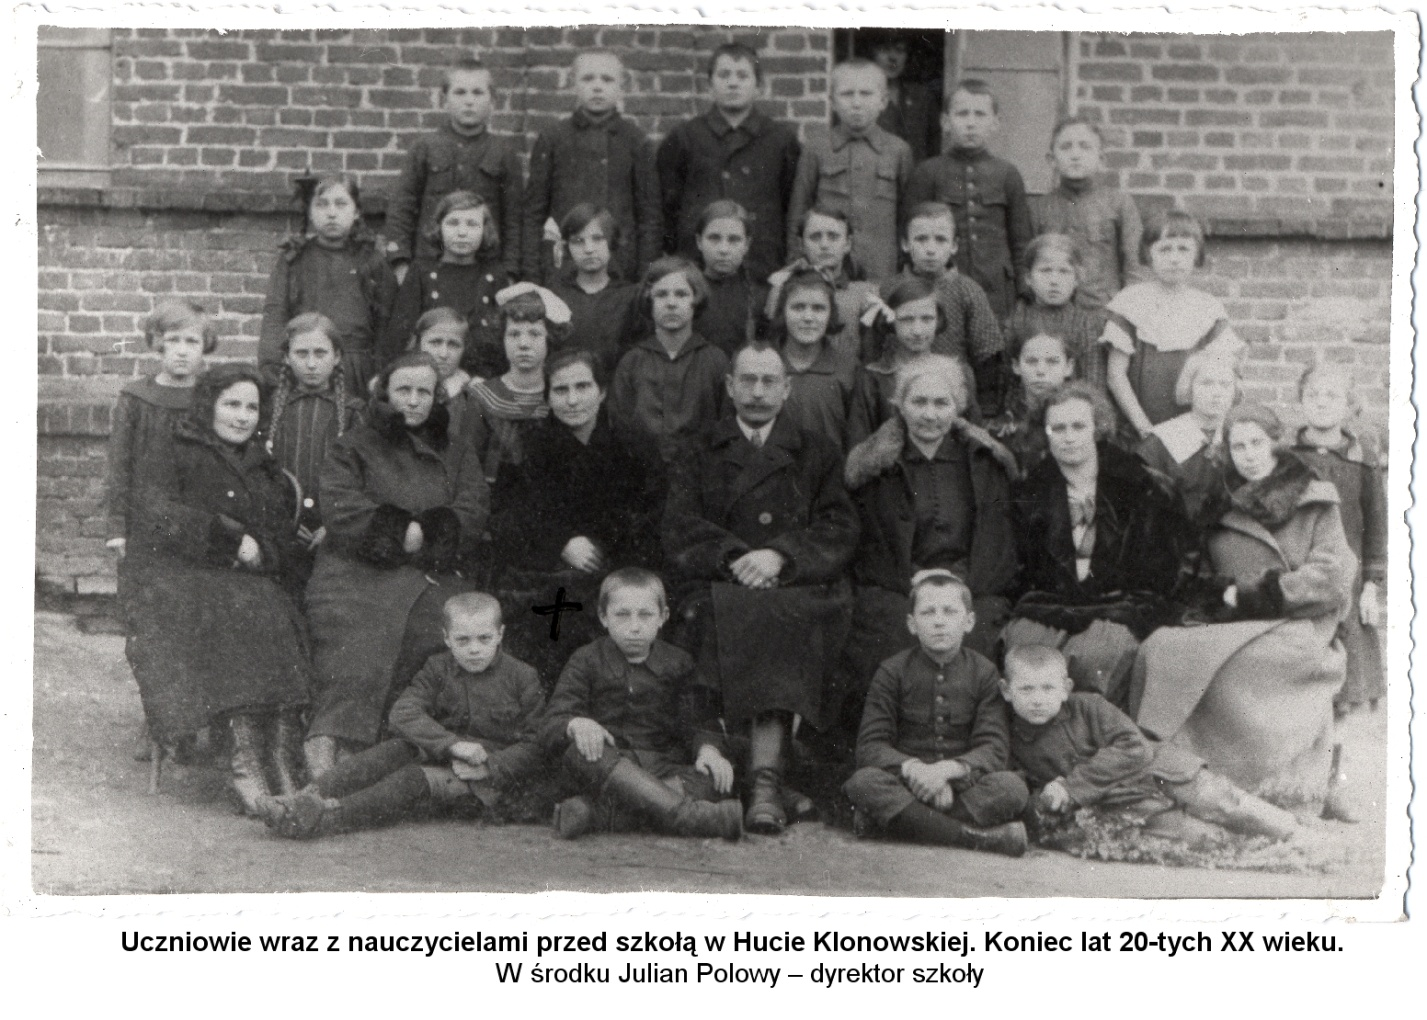 Uczniowie wraz z nauczycielami przed szkołą w Hucie Klonowskiej. Koniec lat 20-tych XX wieku.
W środku Julian Polowy – dyrektor szkoły